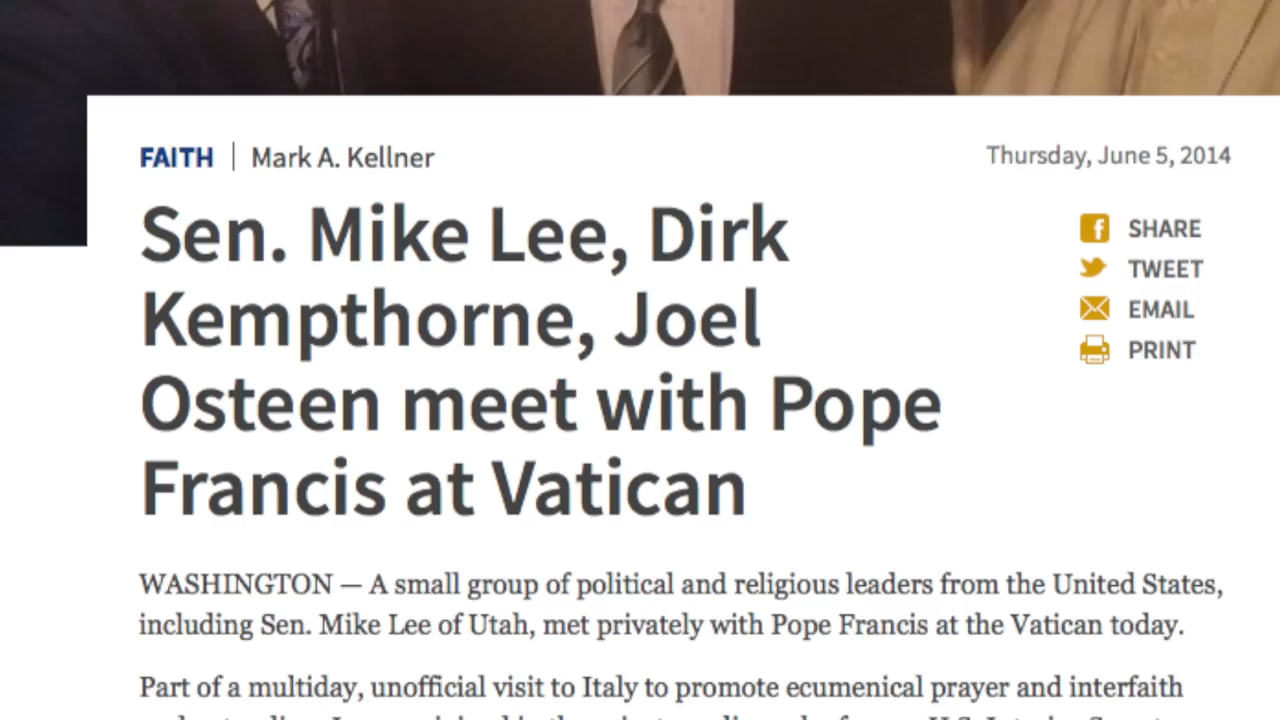 FAITH | Mark A. Kellner
Thursday, June 5, 2014
Sen. Mike Lee, Dirk
Kempthorne, Joel
Osteen meet with Pope
Francis at Vatican
SHARE
TWEET
EMAIL
PRINT
WASHINGTON — A small group of political and religious leaders from the United States,
including Sen. Mike Lee of Utah, met privately with Pope Francis at the Vatican today.
Part of a multiday, unofficial visit to Italy to promote ecumenical prayer and interfaith